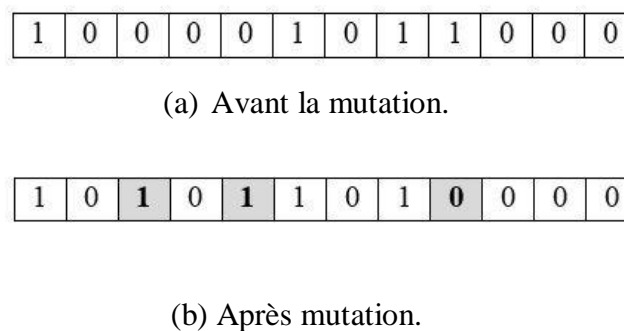 1 0 0 0 0 1 0 1 1 0 0 0
(a) Avant la mutation.
1 0 1 0 1 1 0 1 0 0 0 0
(b) Après mutation.